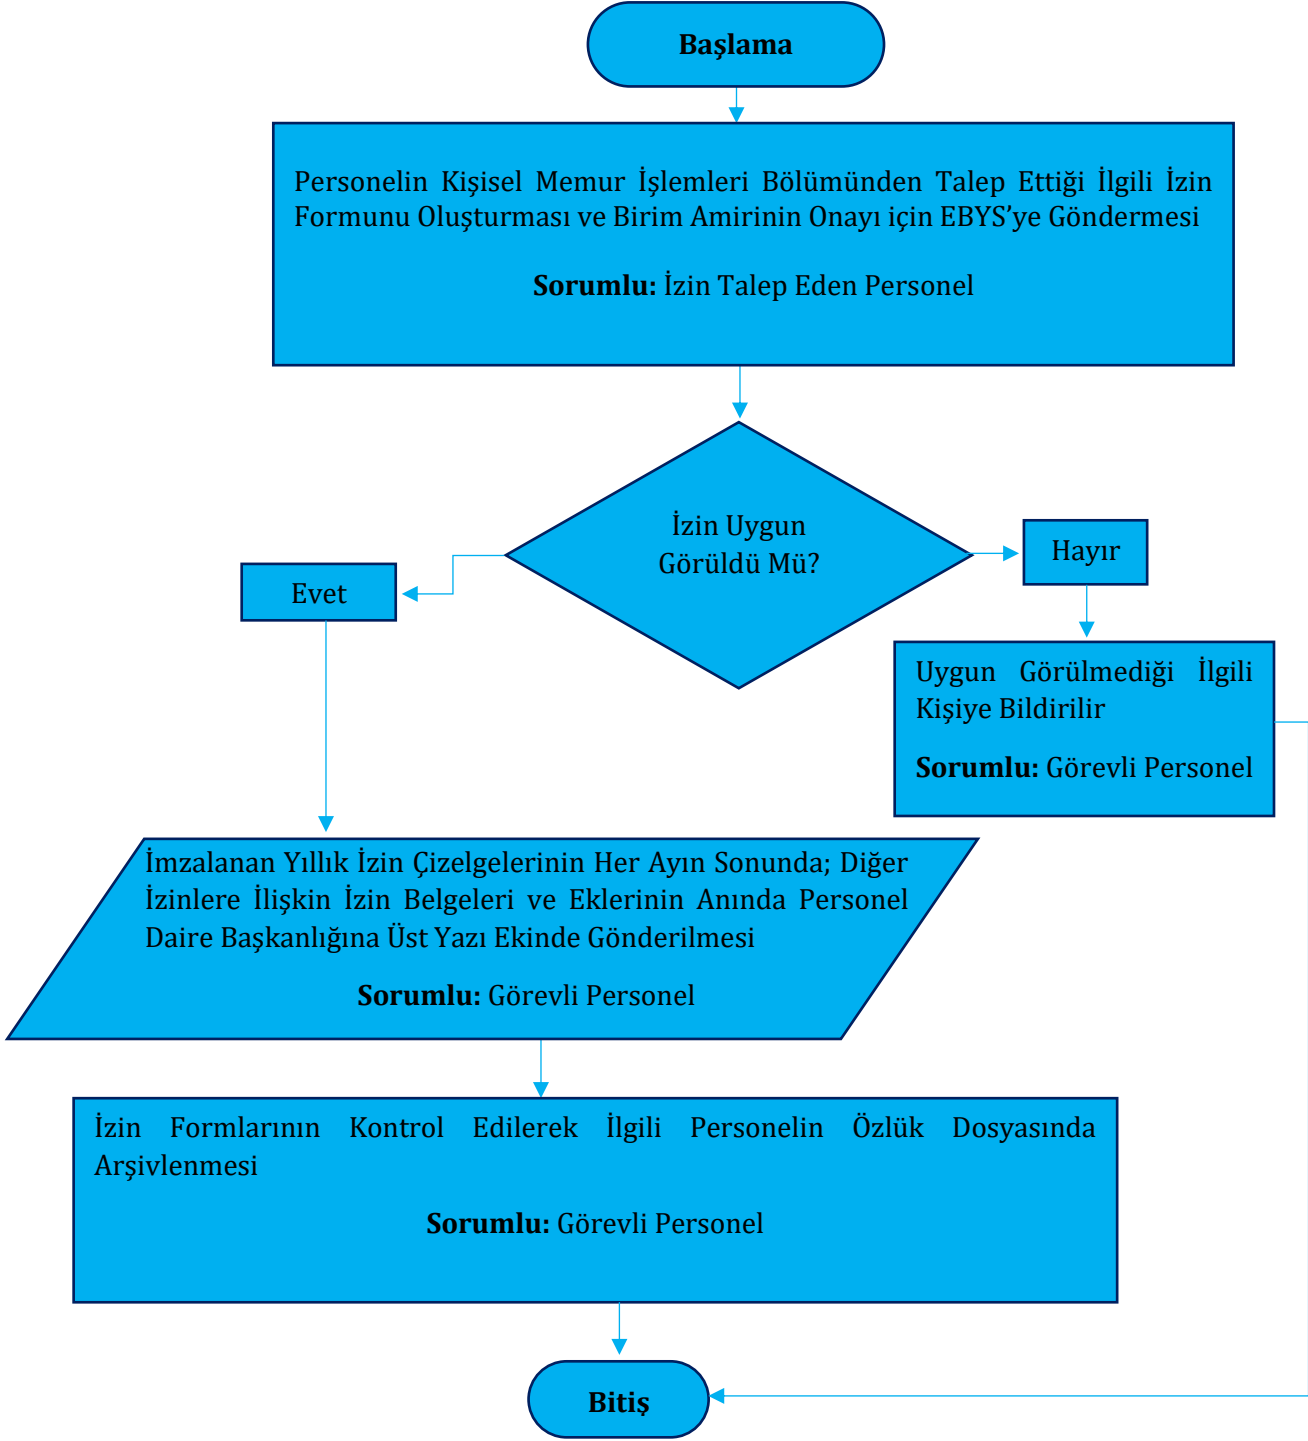 Başlama
Personelin Kişisel Memur İşlemleri Bölümünden Talep Ettiği İlgili İzin
Formunu Oluşturması ve Birim Amirinin Onayı için EBYS’ye Göndermesi
Sorumlu: İzin Talep Eden Personel
İzin Uygun
Görüldü Mü?
Hayır
Evet
Uygun Görülmediği İlgili
Kişiye Bildirilir
Sorumlu: Görevli Personel
İmzalanan Yıllık İzin Çizelgelerinin Her Ayın Sonunda; Diğer
İzinlere İlişkin İzin Belgeleri ve Eklerinin Anında Personel
Daire Başkanlığına Üst Yazı Ekinde Gönderilmesi
Sorumlu: Görevli Personel
İzin Formlarının Kontrol Edilerek İlgili Personelin Özlük Dosyasında
Arşivlenmesi
Sorumlu: Görevli Personel
Bitiş